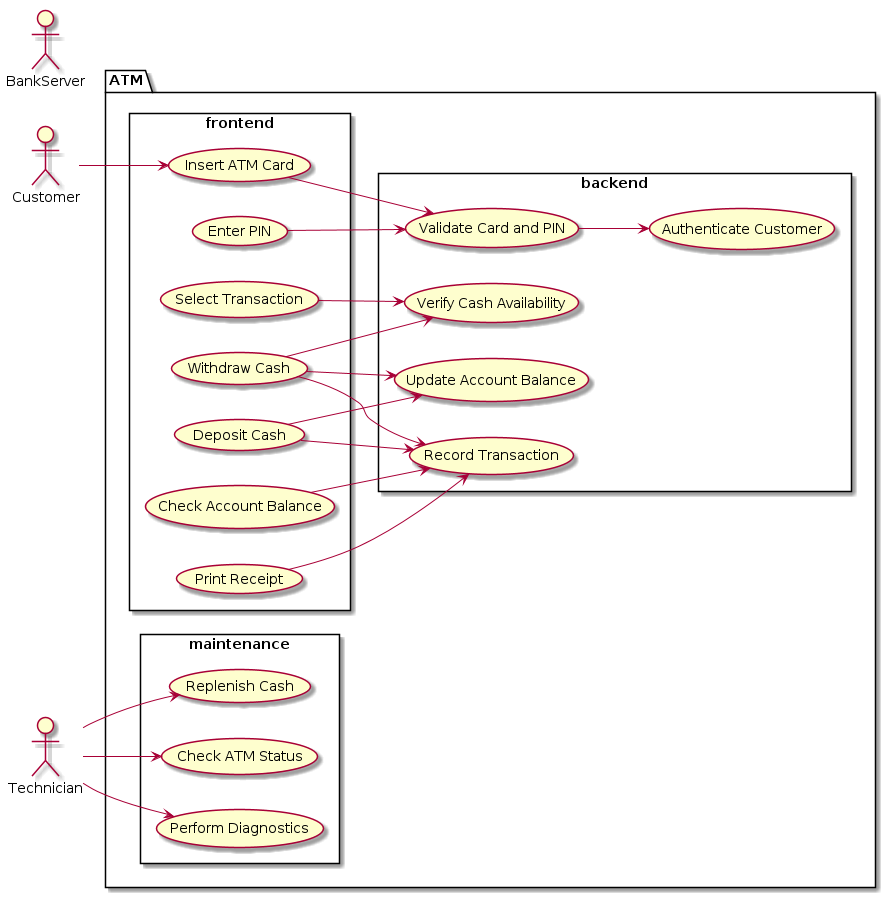 BankServer
ATM
Customer
frontend
Insert ATM Card
Enter PIN
Select Transaction
Withdraw Cash
Deposit Cash
Check Account Balance
Print Receipt
backend
Validate Card and PIN
Authenticate Customer
Verify Cash Availability
Update Account Balance
Record Transaction
maintenance
Replenish Cash
Check ATM Status
Perform Diagnostics
Technician